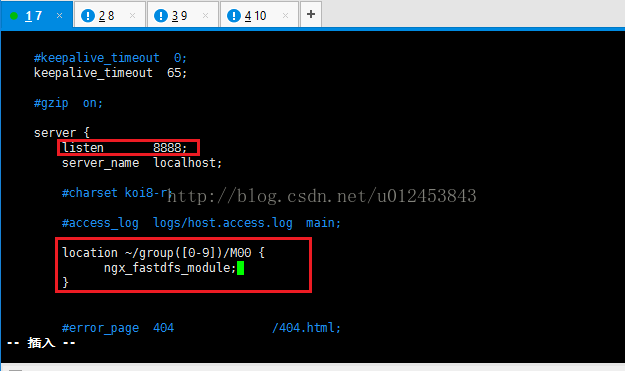 1 7 ×
2 8 ×
3 9 ×
4 10 ×
+
#keepalive_timeout  0;
keepalive_timeout  65;
#gzip  on;
server {
listen       8888;
server_name  localhost;
#charset koi8-r;
http://blog.csdn.net/u012453843
#access_log  logs/host.access.log  main;
location ~/group([0-9])/M00 {
ngx_fastdfs_module;
}
#error_page  404              /404.html;
-- 插入 --